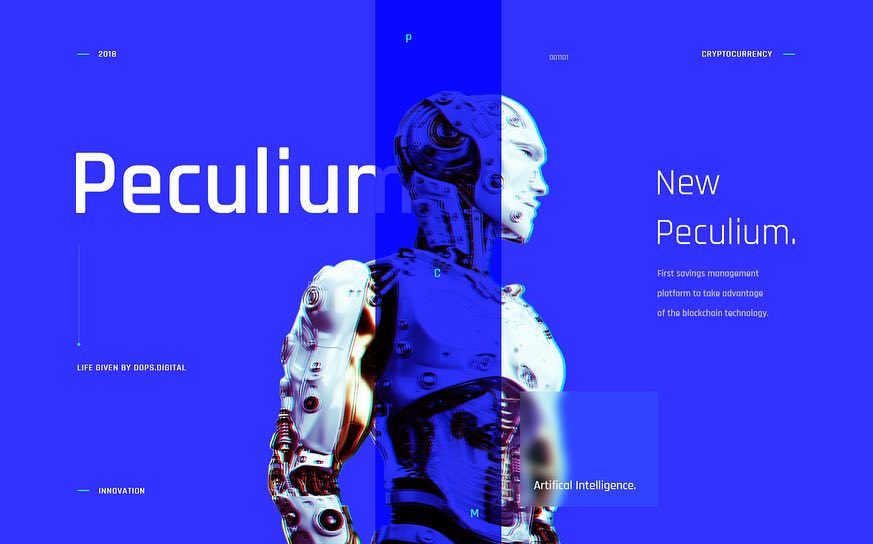 2018
P
001101
CRYPTOCURRENCY
Peculium
New
Peculium.
First savings management
platform to take advantage
of the blockchain technology.
C
LIFE GIVEN BY DOPS.DIGITAL
Artifical Intelligence.
INNOVATION
M